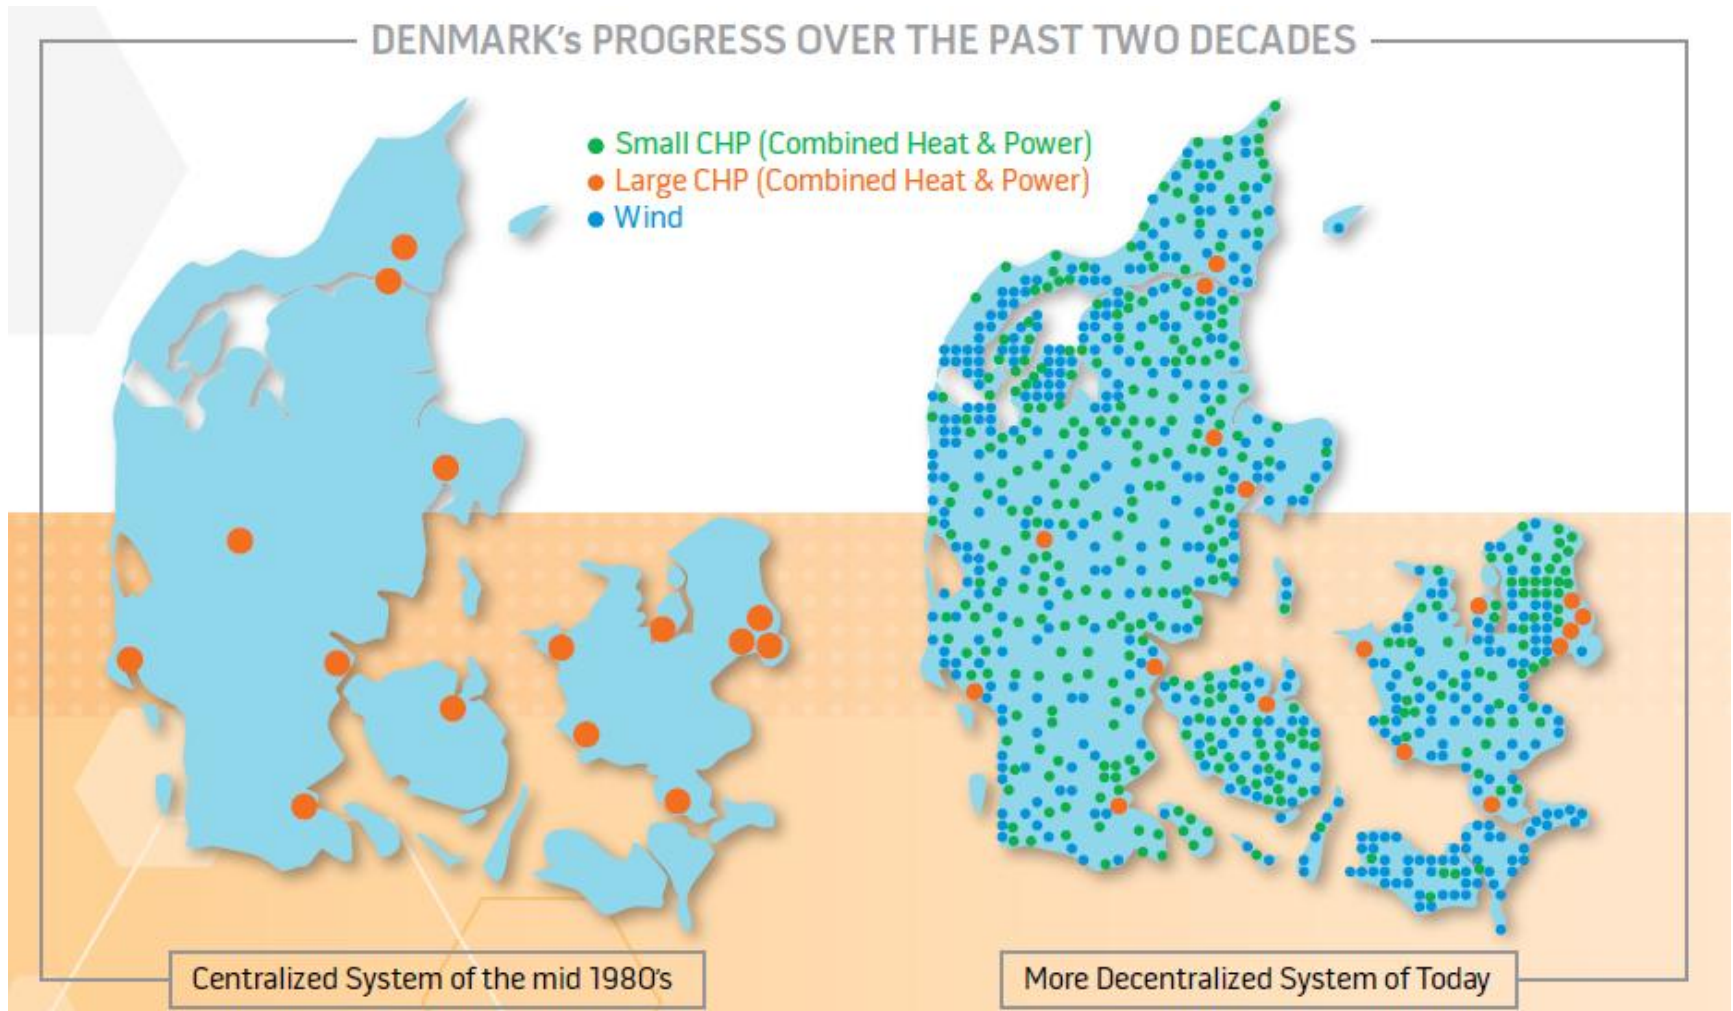 DENMARK's PROGRESS OVER THE PAST TWO DECADES
Small CHP (Combined Heat & Power)
Large CHP (Combined Heat & Power)
Wind
Centralized System of the mid 1980's
More Decentralized System of Today